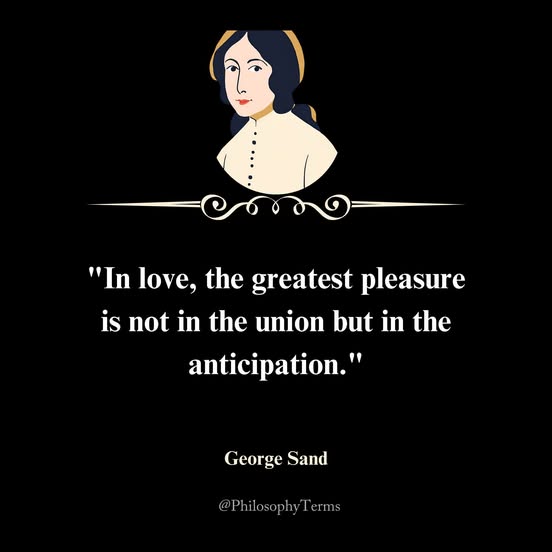 "In love, the greatest pleasure
is not in the union but in the
anticipation."
George Sand
@PhilosophyTerms